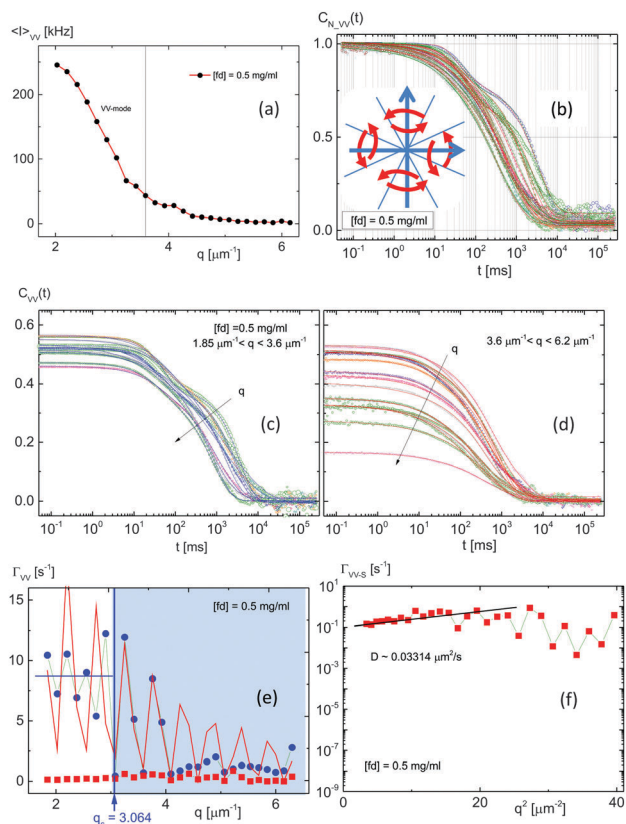 <I>VV [kHz]
200
100
0
2
4
6
q [μm⁻¹]
[fd] = 0.5 mg/ml
VV-mode
(a)
C_N_VV(t)
1.0
0.5
0.0
10⁻¹ 10⁰ 10¹ 10² 10³ 10⁴ 10⁵
t [ms]
[fd] = 0.5 mg/ml
(b)
C_VV(t)
0.6
0.4
0.2
0.0
10⁻¹ 10⁰ 10¹ 10² 10³ 10⁴ 10⁵
t [ms]
[fd] =0.5 mg/ml
1.85 μm⁻¹< q < 3.6 μm⁻¹
q
(c)
3.6 μm⁻¹ < q < 6.2 μm⁻¹
q
(d)
10⁻¹ 10⁰ 10¹ 10² 10³ 10⁴ 10⁵
t [ms]
Γ_VV [s⁻¹]
15
10
5
0
2
4
6
q [μm⁻¹]
[fd] = 0.5 mg/ml
(e)
q_c = 3.064
Γ_VV-S [s⁻¹]
10¹
10⁻¹
10⁻³
10⁻⁵
10⁻⁷
10⁻⁹
0
20
40
q² [μm⁻²]
D ~ 0.03314 μm²/s
(f)
[fd] = 0.5 mg/ml